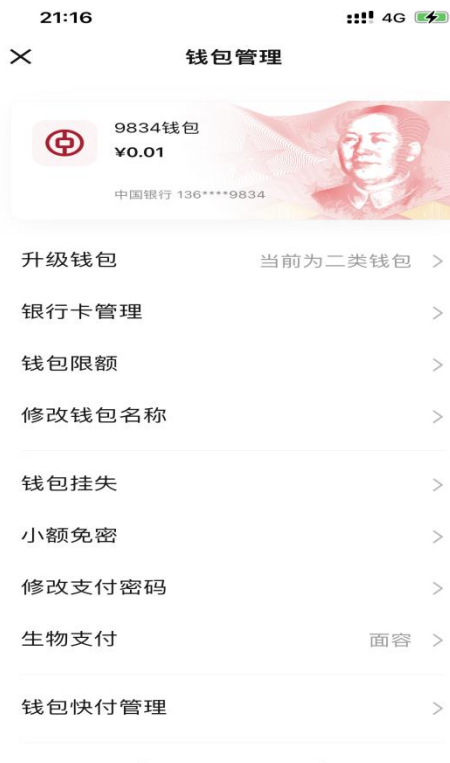 21:16 4G
钱包管理
9834钱包
¥0.01
中国银行 136****9834
升级钱包 当前为二类钱包
银行卡管理
钱包限额
修改钱包名称
钱包挂失
小额免密
修改支付密码
生物支付 面容
钱包快付管理